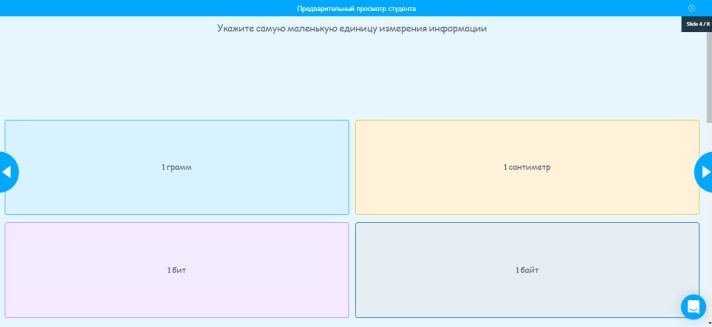 Предварительный просмотр студента
Slide 4 / 8
Укажите самую маленькую единицу измерения информации
1 грамм
1 сантиметр
1 бит
1 байт